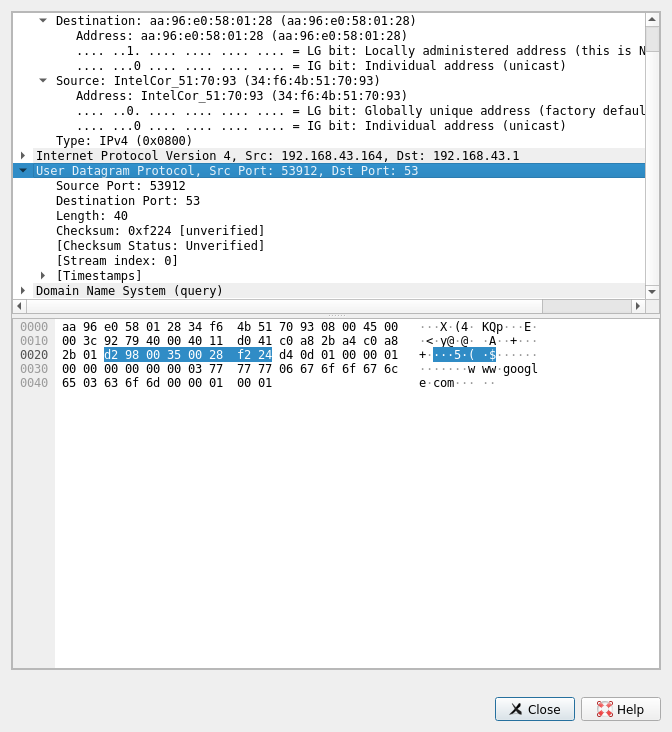 Destination: aa:96:e0:58:01:28 (aa:96:e0:58:01:28)
Address: aa:96:e0:58:01:28 (aa:96:e0:58:01:28)
.... ..1. .... .... .... .... = LG bit: Locally administered address (this is N
.... ...0 .... .... .... .... = IG bit: Individual address (unicast)
Source: IntelCor_51:70:93 (34:f6:4b:51:70:93)
Address: IntelCor_51:70:93 (34:f6:4b:51:70:93)
.... ..0. .... .... .... .... = LG bit: Globally unique address (factory defaul
.... ...0 .... .... .... .... = IG bit: Individual address (unicast)
Type: IPv4 (0x0800)
Internet Protocol Version 4, Src: 192.168.43.164, Dst: 192.168.43.1
User Datagram Protocol, Src Port: 53912, Dst Port: 53
Source Port: 53912
Destination Port: 53
Length: 40
Checksum: 0xf224 [unverified]
[Checksum Status: Unverified]
[Stream index: 0]
[Timestamps]
Domain Name System (query)
0000 aa 96 e0 58 01 28 34 f6 4b 51 70 93 08 00 45 00 ···X·(4· KQp···E·
0010 00 3c 92 79 40 00 40 11 d0 41 c0 a8 2b a4 c0 a8 ·<·y@·@· ·A··+···
0020 2b 01 d2 98 00 35 00 28 f2 24 d4 0d 01 00 00 01 +····5·( ·$······
0030 00 00 00 00 00 00 03 77 77 77 06 67 6f 6f 67 6c ·······w ww·googl
0040 65 03 63 6f 6d 00 00 01 00 01 e·com··· ··
Close
Help